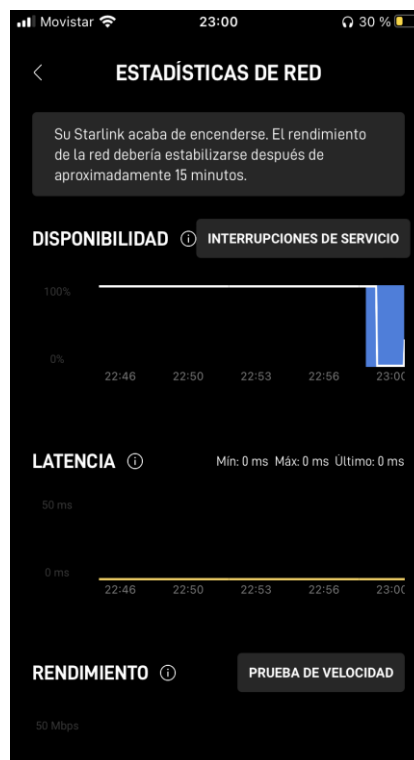 Movistar 23:00 30 %
ESTADÍSTICAS DE RED
Su Starlink acaba de encenderse. El rendimiento
de la red debería estabilizarse después de
aproximadamente 15 minutos.
DISPONIBILIDAD INTERRUPCIONES DE SERVICIO
100%
0%
22:46 22:50 22:53 22:56 23:00
LATENCIA Mín: 0 ms Máx: 0 ms Último: 0 ms
50 ms
0 ms
22:46 22:50 22:53 22:56 23:00
RENDIMIENTO PRUEBA DE VELOCIDAD
50 Mbps